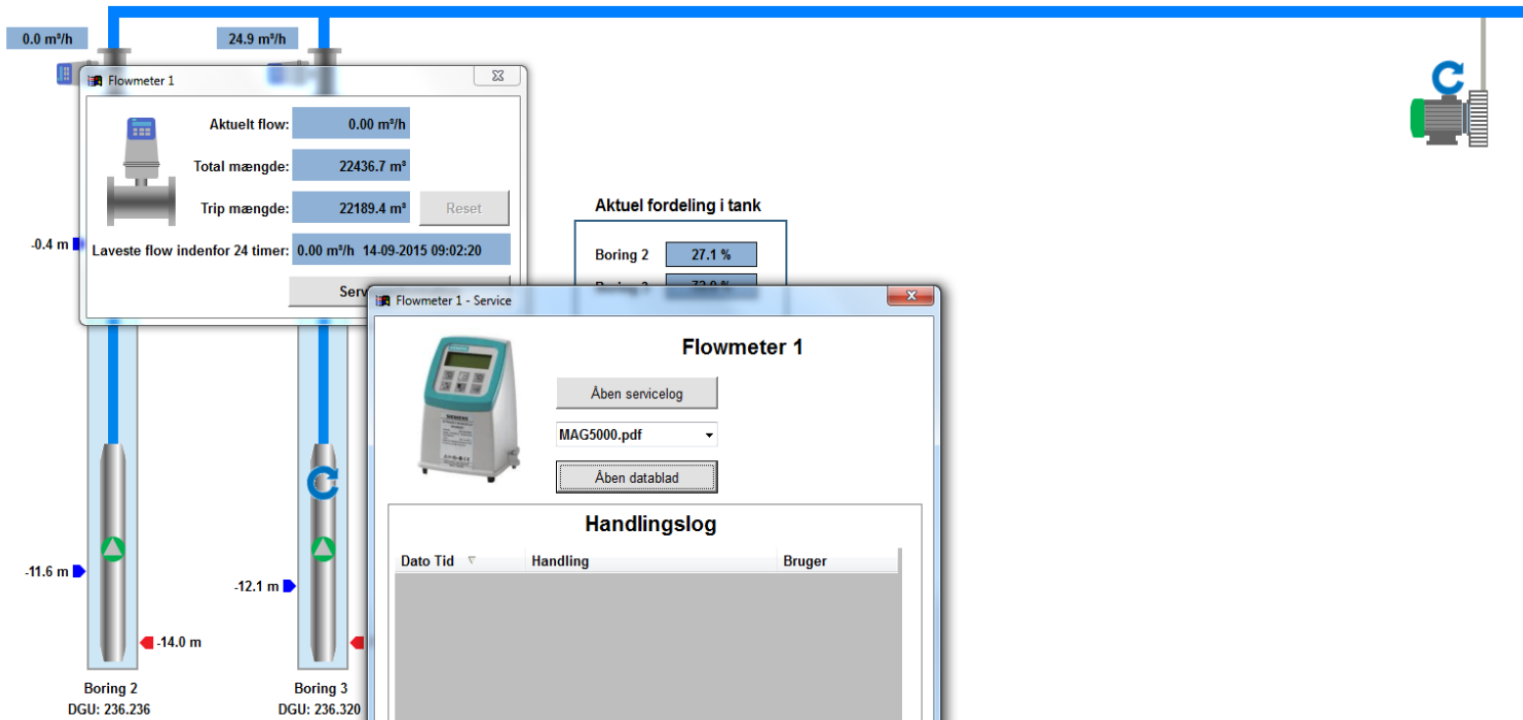 0.0 m³/h
24.9 m³/h
Flowmeter 1
Aktuelt flow: 0.00 m³/h
Total mængde: 22436.7 m³
Trip mængde: 22189.4 m³ Reset
Laveste flow indenfor 24 timer: 0.00 m³/h 14-09-2015 09:02:20
-0.4 m
Aktuel fordeling i tank
Boring 2 27.1 %
Flowmeter 1 - Service
Flowmeter 1
SIEMENS
Åben servicelog
MAG5000.pdf
Åben datablad
Handlingslog
Dato Tid Handling Bruger
-11.6 m
-12.1 m
-14.0 m
Boring 2
DGU: 236.236
Boring 3
DGU: 236.320